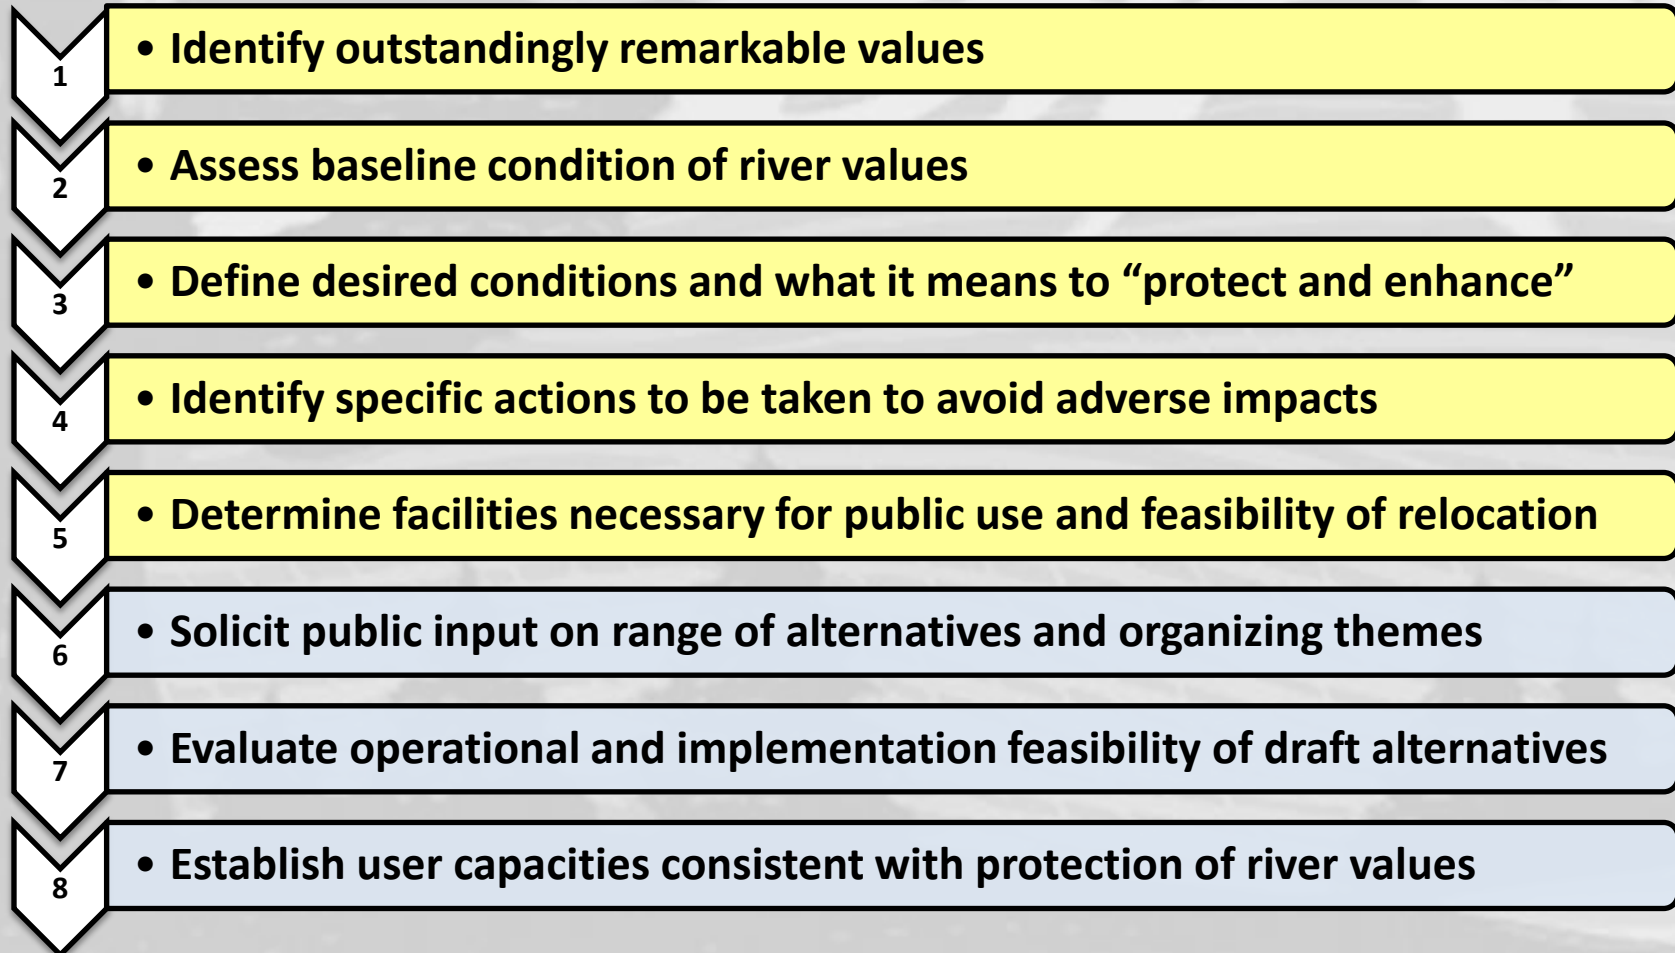 1 • Identify outstandingly remarkable values
2 • Assess baseline condition of river values
3 • Define desired conditions and what it means to “protect and enhance”
4 • Identify specific actions to be taken to avoid adverse impacts
5 • Determine facilities necessary for public use and feasibility of relocation
6 • Solicit public input on range of alternatives and organizing themes
7 • Evaluate operational and implementation feasibility of draft alternatives
8 • Establish user capacities consistent with protection of river values